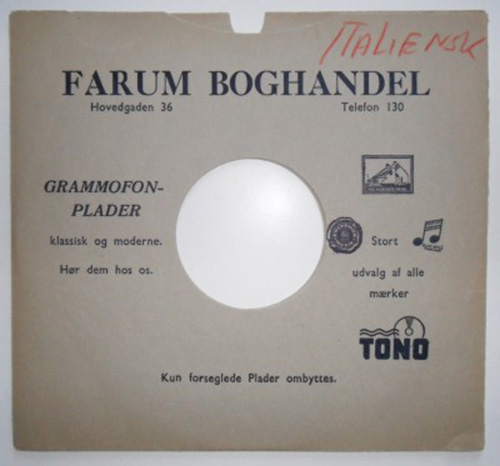 ITALIENSK
FARUM BOGHANDEL
Hovedgaden 36
Telefon 130
GRAMMOFON-
PLADER
klassisk og moderne.
Hør dem hos os.
Stort
udvalg af alle
mærker
TONO
Kun forseglede Plader ombyttes.